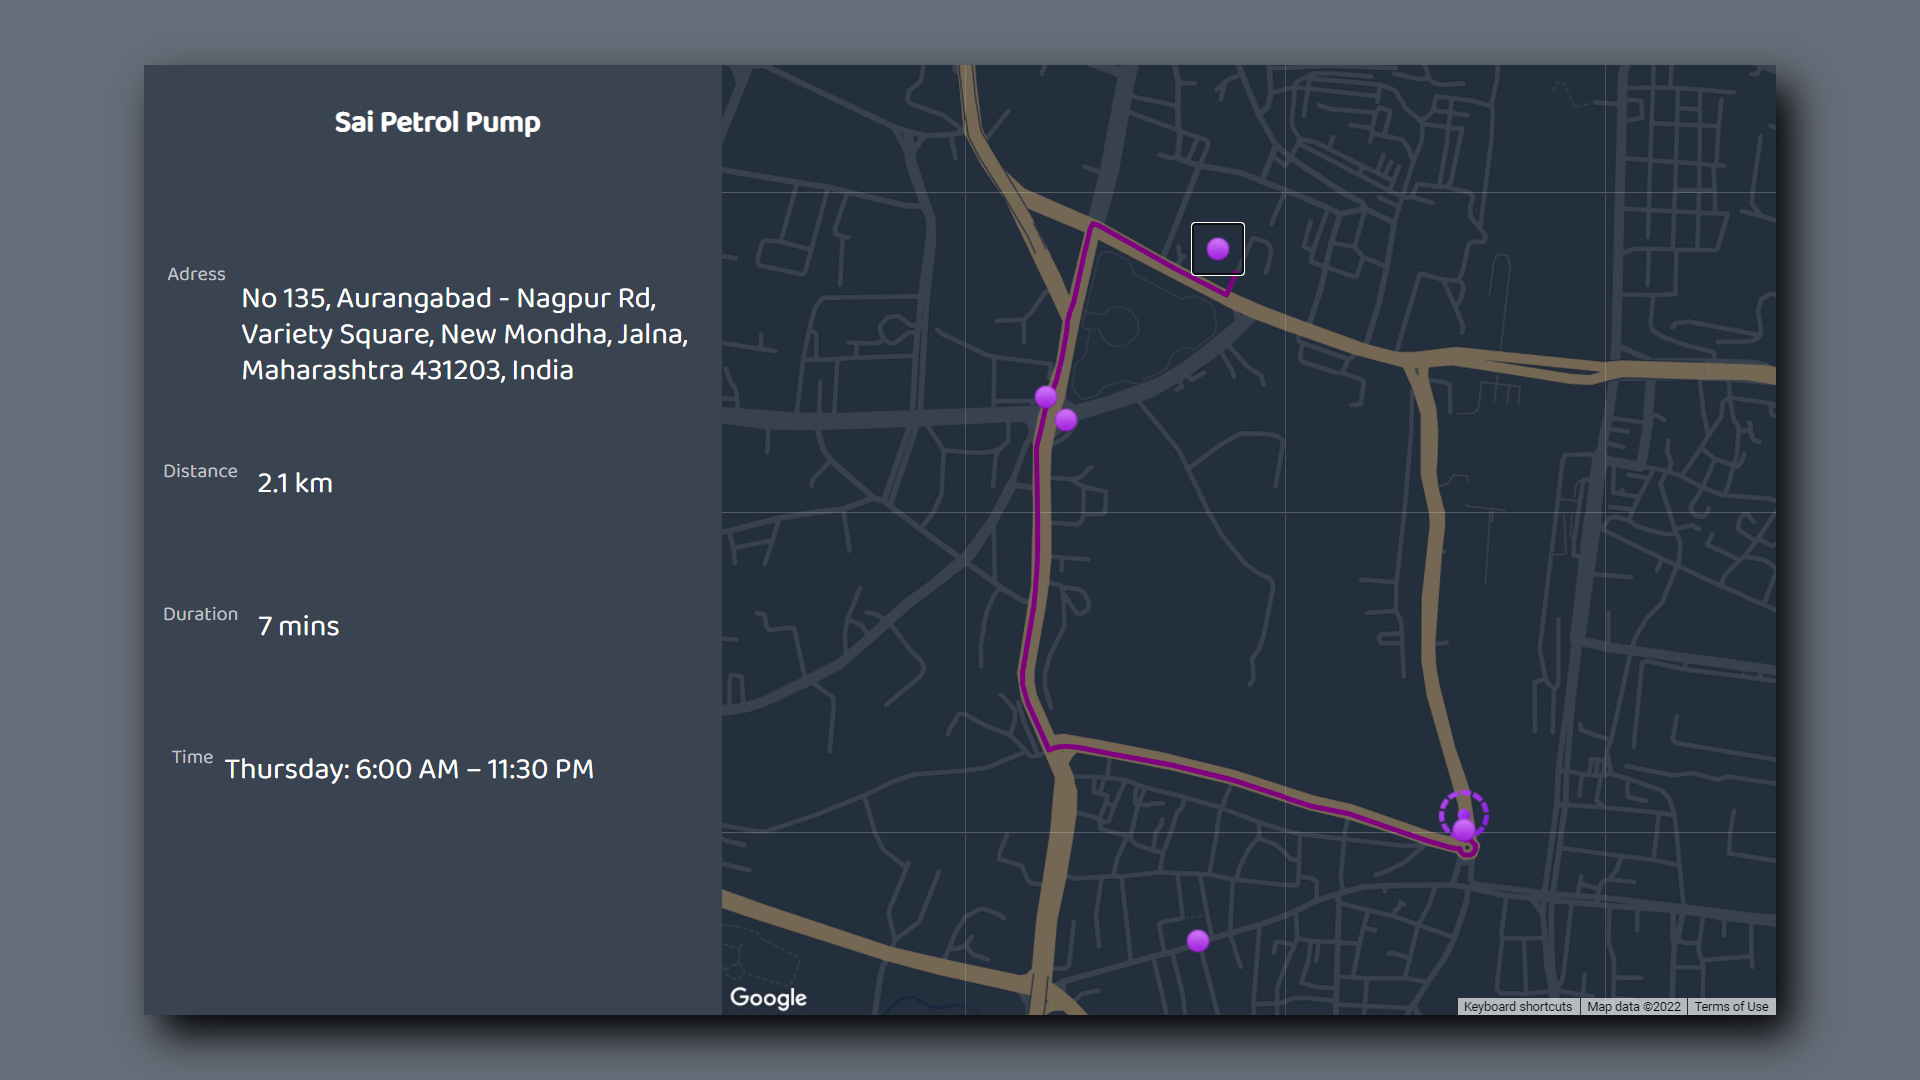 Sai Petrol Pump
Adress
No 135, Aurangabad - Nagpur Rd,
Variety Square, New Mondha, Jalna,
Maharashtra 431203, India
Distance
2.1 km
Duration
7 mins
Time
Thursday: 6:00 AM – 11:30 PM
Google
Keyboard shortcuts
Map data ©2022
Terms of Use